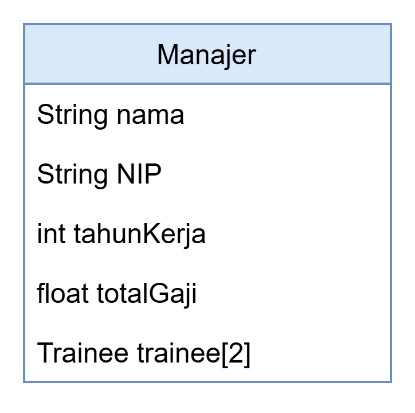 Manajer
String nama
String NIP
int tahunKerja
float totalGaji
Trainee trainee[2]